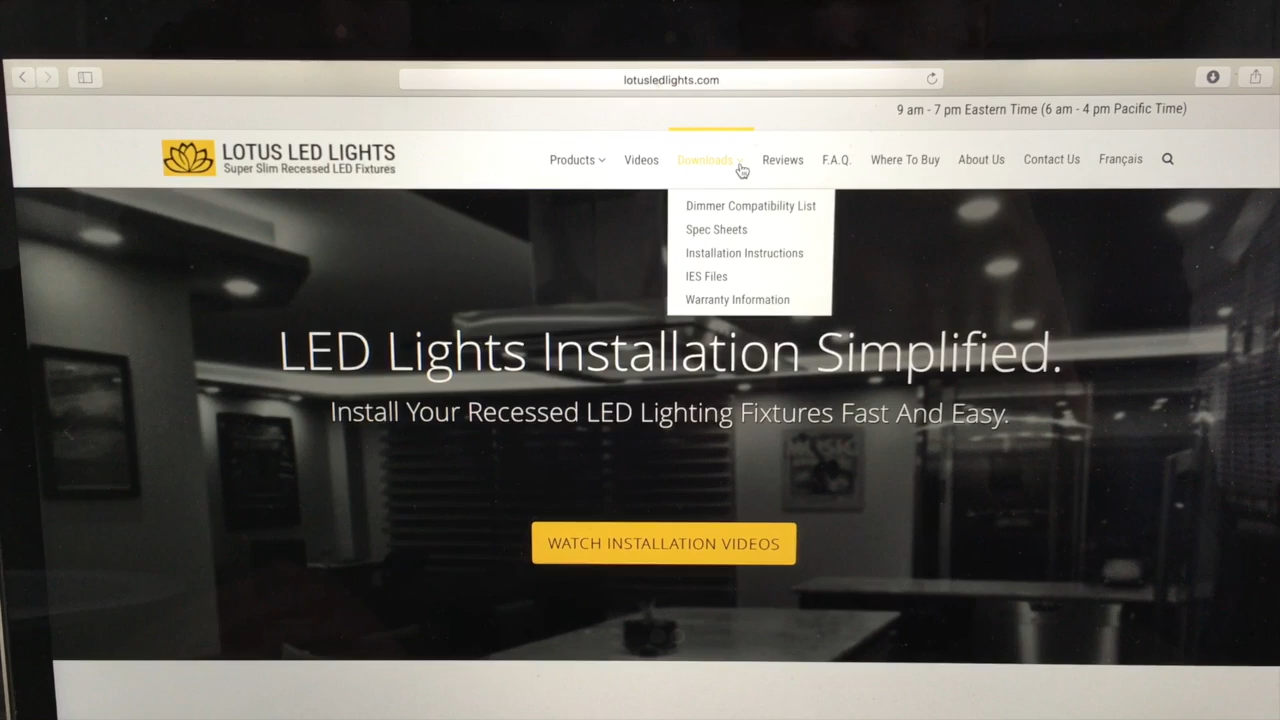 lotusledlights.com
9 am - 7 pm Eastern Time (6 am - 4 pm Pacific Time)
LOTUS LED LIGHTS
Super Slim Recessed LED Fixtures
Products Videos Downloads Reviews F.A.Q. Where To Buy About Us Contact Us Français
Dimmer Compatibility List
Spec Sheets
Installation Instructions
IES Files
Warranty Information
LED Lights Installation Simplified.
Install Your Recessed LED Lighting Fixtures Fast And Easy.
MUSIC
WATCH INSTALLATION VIDEOS